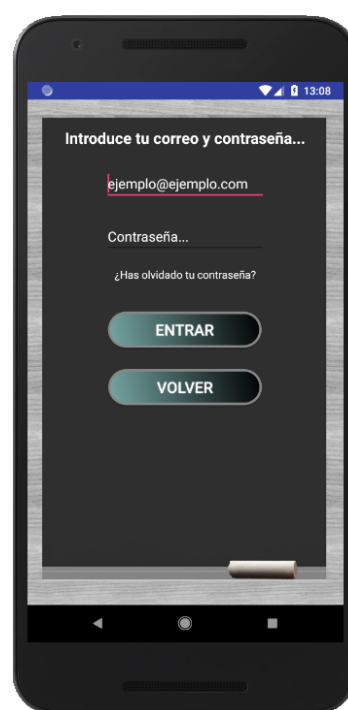 13:08
Introduce tu correo y contraseña...
ejemplo@ejemplo.com
Contraseña...
¿Has olvidado tu contraseña?
ENTRAR
VOLVER